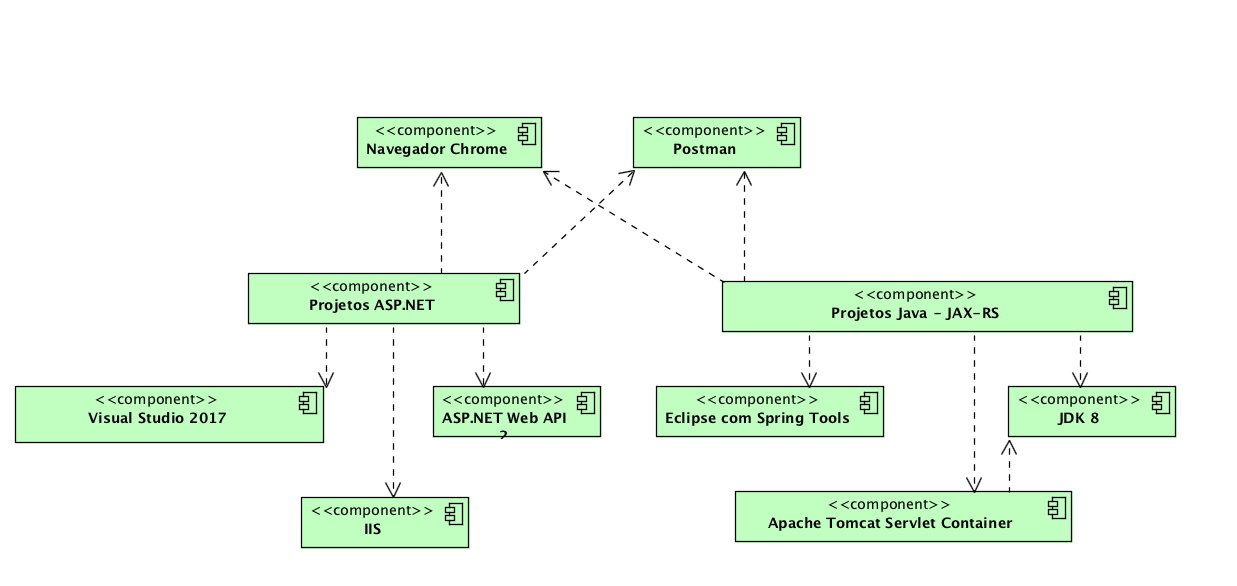 <<component>>
Navegador Chrome
<<component>>
Postman
<<component>>
Projetos ASP.NET
<<component>>
Projetos Java - JAX-RS
<<component>>
Visual Studio 2017
<<component>>
ASP.NET Web API
2
<<component>>
Eclipse com Spring Tools
<<component>>
JDK 8
<<component>>
IIS
<<component>>
Apache Tomcat Servlet Container